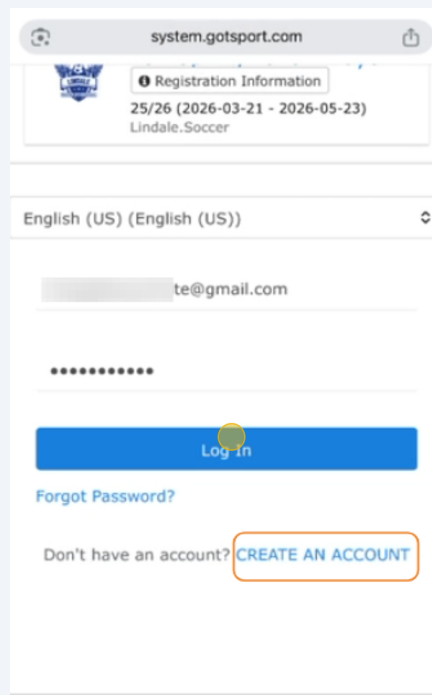 system.gotsport.com
Registration Information
25/26 (2026-03-21 - 2026-05-23)
Lindale.Soccer
English (US) (English (US))
te@gmail.com
Log In
Forgot Password?
Don't have an account? CREATE AN ACCOUNT